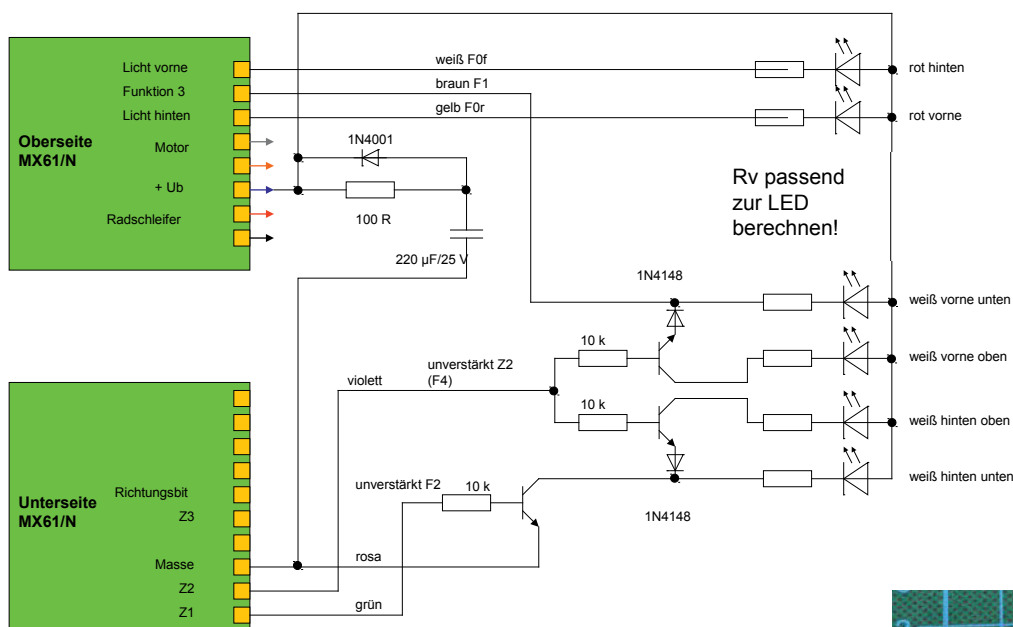 weiß F0f
Licht vorne
rot hinten
braun F1
Funktion 3
gelb F0r
Licht hinten
rot vorne
Oberseite
MX61/N
Motor
1N4001
+ Ub
Rv passend
zur LED
berechnen!
Radschleifer
100 R
220 µF/25 V
1N4148
weiß vorne unten
10 k
weiß vorne oben
unverstärkt Z2
(F4)
violett
10 k
weiß hinten oben
unverstärkt F2
10 k
weiß hinten unten
Richtungsbit
Unterseite
MX61/N
Z3
1N4148
Masse
rosa
Z2
Z1
grün